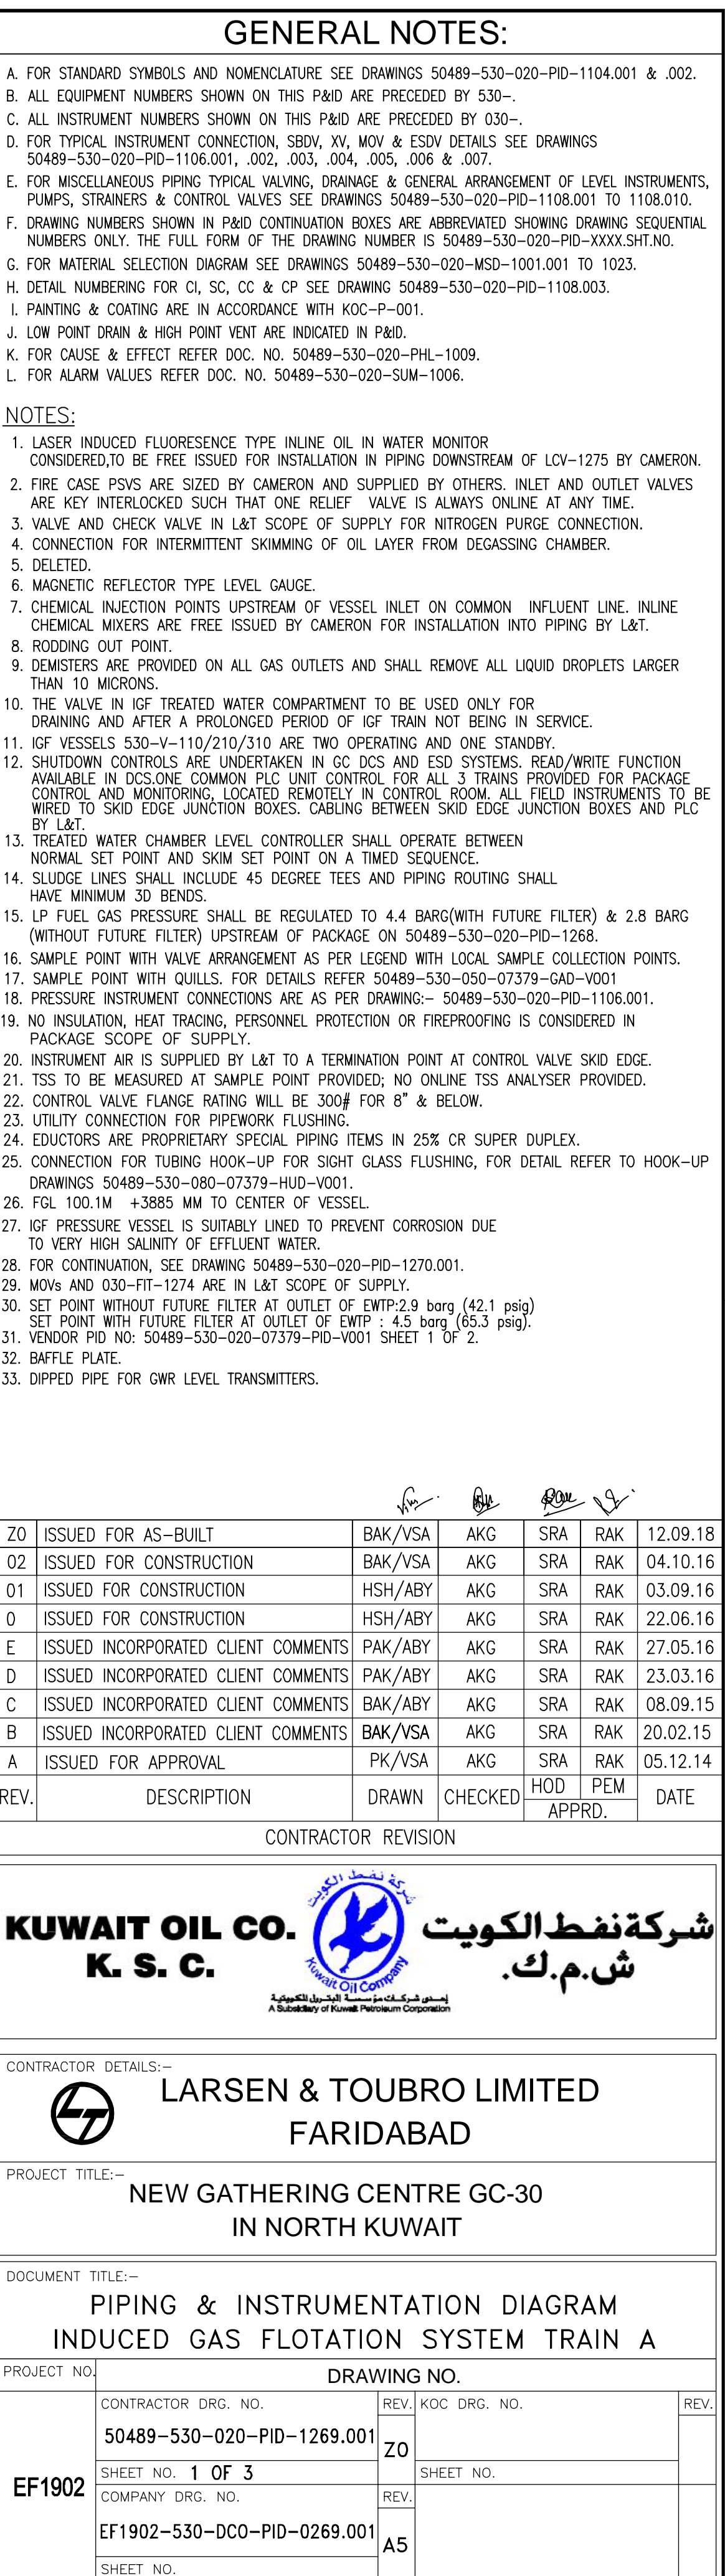 GENERAL NOTES:
A. FOR STANDARD SYMBOLS AND NOMENCLATURE SEE DRAWINGS 50489-530-020-PID-1104.001 & .002.
B. ALL EQUIPMENT NUMBERS SHOWN ON THIS P&ID ARE PRECEDED BY 530-.
C. ALL INSTRUMENT NUMBERS SHOWN ON THIS P&ID ARE PRECEDED BY 030-.
D. FOR TYPICAL INSTRUMENT CONNECTION, SBDV, XV, MOV & ESDV DETAILS SEE DRAWINGS
50489-530-020-PID-1106.001, .002, .003, .004, .005, .006 & .007.
E. FOR MISCELLANEOUS PIPING TYPICAL VALVING, DRAINAGE & GENERAL ARRANGEMENT OF LEVEL INSTRUMENTS,
PUMPS, STRAINERS & CONTROL VALVES SEE DRAWINGS 50489-530-020-PID-1108.001 TO 1108.010.
F. DRAWING NUMBERS SHOWN IN P&ID CONTINUATION BOXES ARE ABBREVIATED SHOWING DRAWING SEQUENTIAL
NUMBERS ONLY. THE FULL FORM OF THE DRAWING NUMBER IS 50489-530-020-PID-XXXX.SHT.NO.
G. FOR MATERIAL SELECTION DIAGRAM SEE DRAWINGS 50489-530-020-MSD-1001.001 TO 1023.
H. DETAIL NUMBERING FOR CI, SC, CC & CP SEE DRAWING 50489-530-020-PID-1108.003.
I. PAINTING & COATING ARE IN ACCORDANCE WITH KOC-P-001.
J. LOW POINT DRAIN & HIGH POINT VENT ARE INDICATED IN P&ID.
K. FOR CAUSE & EFFECT REFER DOC. NO. 50489-530-020-PHL-1009.
L. FOR ALARM VALUES REFER DOC. NO. 50489-530-020-SUM-1006.
NOTES:
1. LASER INDUCED FLUORESENCE TYPE INLINE OIL IN WATER MONITOR
CONSIDERED,TO BE FREE ISSUED FOR INSTALLATION IN PIPING DOWNSTREAM OF LCV-1275 BY CAMERON.
2. FIRE CASE PSVS ARE SIZED BY CAMERON AND SUPPLIED BY OTHERS. INLET AND OUTLET VALVES
ARE KEY INTERLOCKED SUCH THAT ONE RELIEF VALVE IS ALWAYS ONLINE AT ANY TIME.
3. VALVE AND CHECK VALVE IN L&T SCOPE OF SUPPLY FOR NITROGEN PURGE CONNECTION.
4. CONNECTION FOR INTERMITTENT SKIMMING OF OIL LAYER FROM DEGASSING CHAMBER.
5. DELETED.
6. MAGNETIC REFLECTOR TYPE LEVEL GAUGE.
7. CHEMICAL INJECTION POINTS UPSTREAM OF VESSEL INLET ON COMMON INFLUENT LINE. INLINE
CHEMICAL MIXERS ARE FREE ISSUED BY CAMERON FOR INSTALLATION INTO PIPING BY L&T.
8. RODDING OUT POINT.
9. DEMISTERS ARE PROVIDED ON ALL GAS OUTLETS AND SHALL REMOVE ALL LIQUID DROPLETS LARGER
THAN 10 MICRONS.
10. THE VALVE IN IGF TREATED WATER COMPARTMENT TO BE USED ONLY FOR
DRAINING AND AFTER A PROLONGED PERIOD OF IGF TRAIN NOT BEING IN SERVICE.
11. IGF VESSELS 530-V-110/210/310 ARE TWO OPERATING AND ONE STANDBY.
12. SHUTDOWN CONTROLS ARE UNDERTAKEN IN GC DCS AND ESD SYSTEMS. READ/WRITE FUNCTION
AVAILABLE IN DCS.ONE COMMON PLC UNIT CONTROL FOR ALL 3 TRAINS PROVIDED FOR PACKAGE
CONTROL AND MONITORING, LOCATED REMOTELY IN CONTROL ROOM. ALL FIELD INSTRUMENTS TO BE
WIRED TO SKID EDGE JUNCTION BOXES. CABLING BETWEEN SKID EDGE JUNCTION BOXES AND PLC
BY L&T.
13. TREATED WATER CHAMBER LEVEL CONTROLLER SHALL OPERATE BETWEEN
NORMAL SET POINT AND SKIM SET POINT ON A TIMED SEQUENCE.
14. SLUDGE LINES SHALL INCLUDE 45 DEGREE TEES AND PIPING ROUTING SHALL
HAVE MINIMUM 3D BENDS.
15. LP FUEL GAS PRESSURE SHALL BE REGULATED TO 4.4 BARG(WITH FUTURE FILTER) & 2.8 BARG
(WITHOUT FUTURE FILTER) UPSTREAM OF PACKAGE ON 50489-530-020-PID-1268.
16. SAMPLE POINT WITH VALVE ARRANGEMENT AS PER LEGEND WITH LOCAL SAMPLE COLLECTION POINTS.
17. SAMPLE POINT WITH QUILLS. FOR DETAILS REFER 50489-530-050-07379-GAD-V001
18. PRESSURE INSTRUMENT CONNECTIONS ARE AS PER DRAWING:- 50489-530-020-PID-1106.001.
19. NO INSULATION, HEAT TRACING, PERSONNEL PROTECTION OR FIREPROOFING IS CONSIDERED IN
PACKAGE SCOPE OF SUPPLY.
20. INSTRUMENT AIR IS SUPPLIED BY L&T TO A TERMINATION POINT AT CONTROL VALVE SKID EDGE.
21. TSS TO BE MEASURED AT SAMPLE POINT PROVIDED; NO ONLINE TSS ANALYSER PROVIDED.
22. CONTROL VALVE FLANGE RATING WILL BE 300# FOR 8" & BELOW.
23. UTILITY CONNECTION FOR PIPEWORK FLUSHING.
24. EDUCTORS ARE PROPRIETARY SPECIAL PIPING ITEMS IN 25% CR SUPER DUPLEX.
25. CONNECTION FOR TUBING HOOK-UP FOR SIGHT GLASS FLUSHING, FOR DETAIL REFER TO HOOK-UP
DRAWINGS 50489-530-080-07379-HUD-V001.
26. FGL 100.1M +3885 MM TO CENTER OF VESSEL.
27. IGF PRESSURE VESSEL IS SUITABLY LINED TO PREVENT CORROSION DUE
TO VERY HIGH SALINITY OF EFFLUENT WATER.
28. FOR CONTINUATION, SEE DRAWING 50489-530-020-PID-1270.001.
29. MOVs AND 030-FIT-1274 ARE IN L&T SCOPE OF SUPPLY.
30. SET POINT WITHOUT FUTURE FILTER AT OUTLET OF EWTP:2.9 barg (42.1 psig)
SET POINT WITH FUTURE FILTER AT OUTLET OF EWTP : 4.5 barg (65.3 psig).
31. VENDOR PID NO: 50489-530-020-07379-PID-V001 SHEET 1 OF 2.
32. BAFFLE PLATE.
33. DIPPED PIPE FOR GWR LEVEL TRANSMITTERS.
Z0 ISSUED FOR AS-BUILT BAK/VSA AKG SRA RAK 12.09.18
02 ISSUED FOR CONSTRUCTION BAK/VSA AKG SRA RAK 04.10.16
01 ISSUED FOR CONSTRUCTION HSH/ABY AKG SRA RAK 03.09.16
0 ISSUED FOR CONSTRUCTION HSH/ABY AKG SRA RAK 22.06.16
E ISSUED INCORPORATED CLIENT COMMENTS PAK/ABY AKG SRA RAK 27.05.16
D ISSUED INCORPORATED CLIENT COMMENTS PAK/ABY AKG SRA RAK 23.03.16
C ISSUED INCORPORATED CLIENT COMMENTS BAK/ABY AKG SRA RAK 08.09.15
B ISSUED INCORPORATED CLIENT COMMENTS BAK/VSA AKG SRA RAK 20.02.15
A ISSUED FOR APPROVAL PK/VSA AKG SRA RAK 05.12.14
REV. DESCRIPTION DRAWN CHECKED HOD PEM DATE
APPRD.
CONTRACTOR REVISION
شركة نفط الكويت
KUWAIT OIL CO. شركة نفط الكويت
K. S. C. ش.م.ك.
Kuwait Oil Company
إحدى شركات مؤسسة البترول الكويتية
A Subsidiary of Kuwait Petroleum Corporation
CONTRACTOR DETAILS:-
LARSEN & TOUBRO LIMITED
FARIDABAD
PROJECT TITLE:-
NEW GATHERING CENTRE GC-30
IN NORTH KUWAIT
DOCUMENT TITLE:-
PIPING & INSTRUMENTATION DIAGRAM
INDUCED GAS FLOTATION SYSTEM TRAIN A
PROJECT NO. DRAWING NO.
CONTRACTOR DRG. NO. REV. KOC DRG. NO. REV.
50489-530-020-PID-1269.001 Z0
SHEET NO. 1 OF 3 SHEET NO.
EF1902
COMPANY DRG. NO. REV.
EF1902-530-DCO-PID-0269.001 A5
SHEET NO.